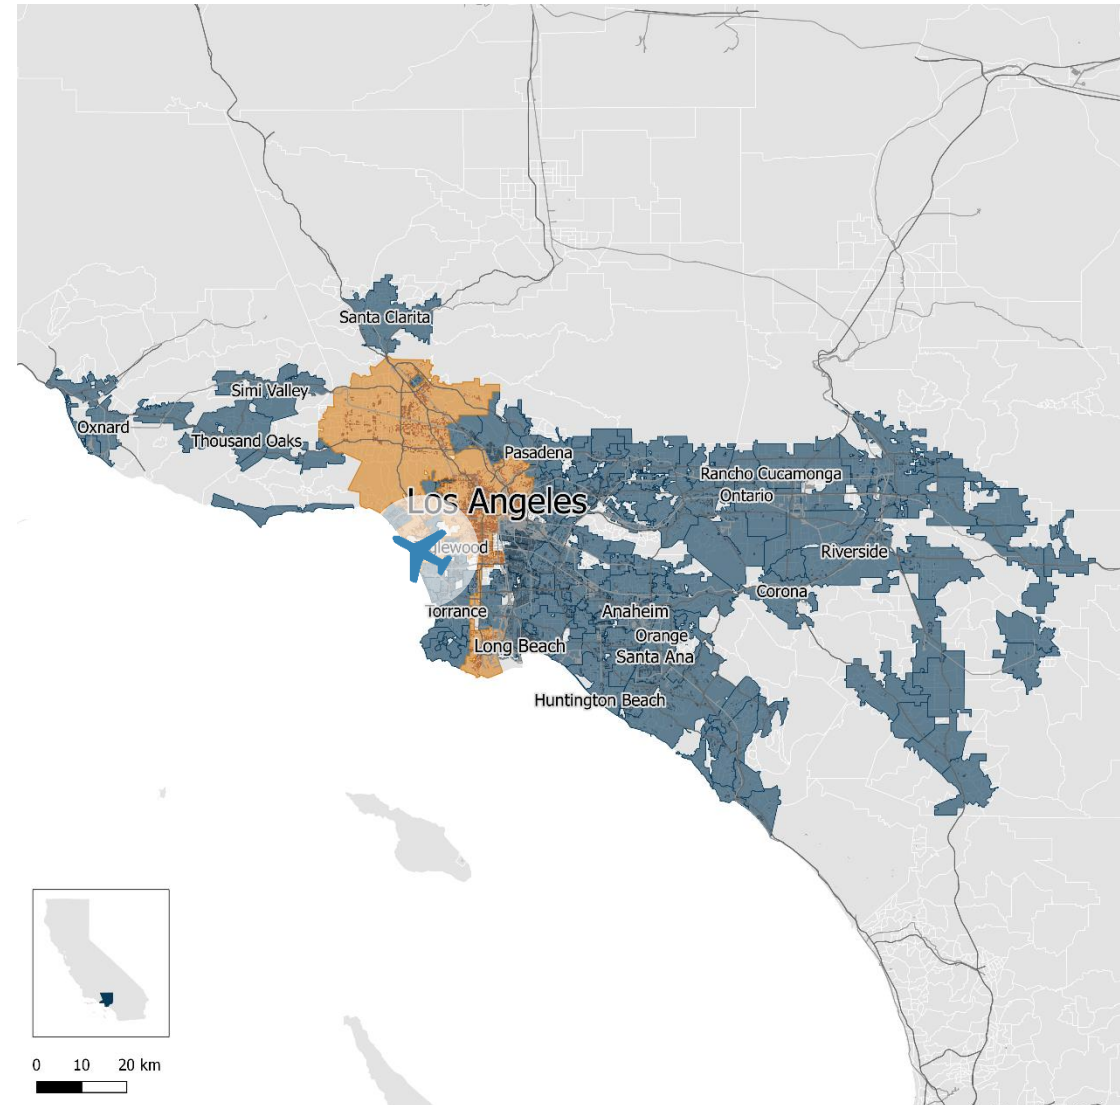 Santa Clarita
Simi Valley
Oxnard
Thousand Oaks
Pasadena
Rancho Cucamonga
Ontario
Los Angeles
lewood
Riverside
Corona
Torrance
Anaheim
Orange
Long Beach
Santa Ana
Huntington Beach
0 10 20 km